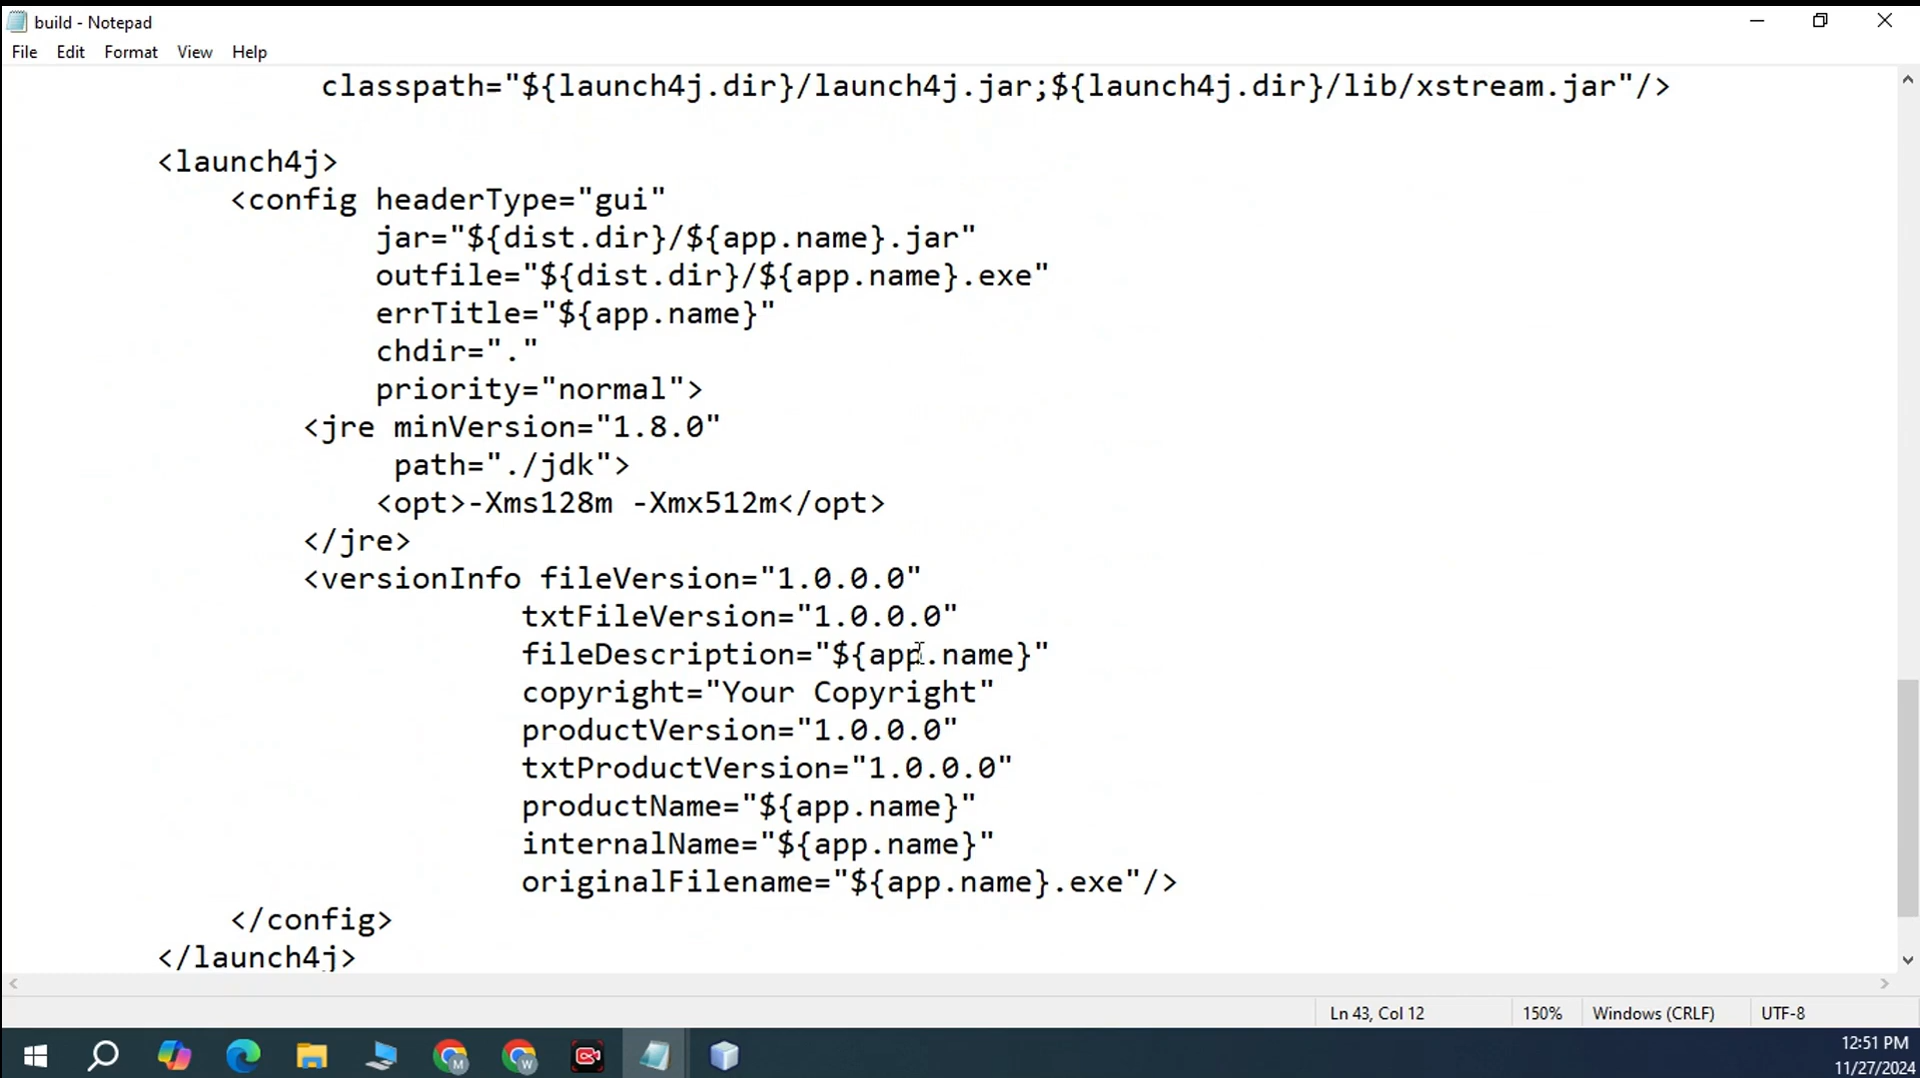 build - Notepad
File Edit Format View Help
classpath="${launch4j.dir}/launch4j.jar;${launch4j.dir}/lib/xstream.jar"/>
<launch4j>
<config headerType="gui"
jar="${dist.dir}/${app.name}.jar"
outfile="${dist.dir}/${app.name}.exe"
errTitle="${app.name}"
chdir="."
priority="normal">
<jre minVersion="1.8.0"
path="./jdk">
<opt>-Xms128m -Xmx512m</opt>
</jre>
<versionInfo fileVersion="1.0.0.0"
txtFileVersion="1.0.0.0"
fileDescription="${app.name}"
copyright="Your Copyright"
productVersion="1.0.0.0"
txtProductVersion="1.0.0.0"
productName="${app.name}"
internalName="${app.name}"
originalFilename="${app.name}.exe"/>
</config>
</launch4j>
Ln 43, Col 12 150% Windows (CRLF) UTF-8
M W 12:51 PM
11/27/2024